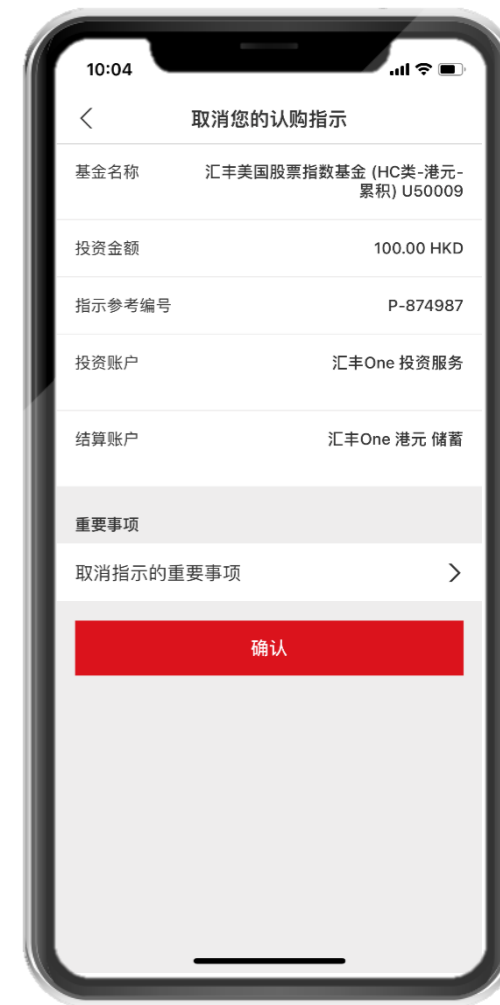 10:04
取消您的认购指示
基金名称 汇丰美国股票指数基金 (HC类-港元-
累积) U50009
投资金额 100.00 HKD
指示参考编号 P-874987
投资账户 汇丰One 投资服务
结算账户 汇丰One 港元 储蓄
重要事项
取消指示的重要事项
确认